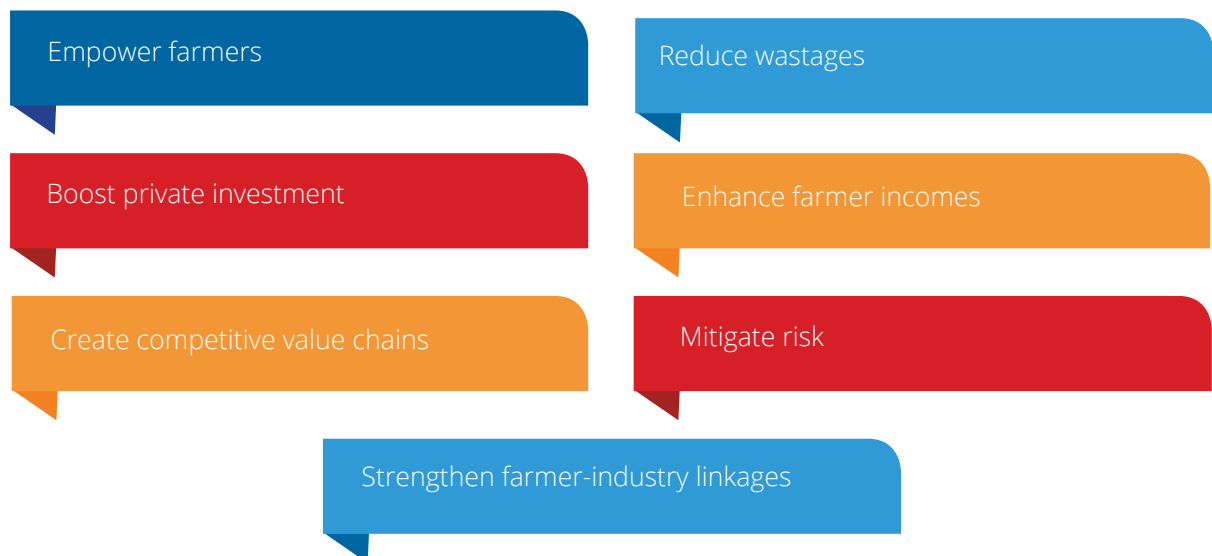 Empower farmers
Reduce wastages
Boost private investment
Enhance farmer incomes
Create competitive value chains
Mitigate risk
Strengthen farmer-industry linkages